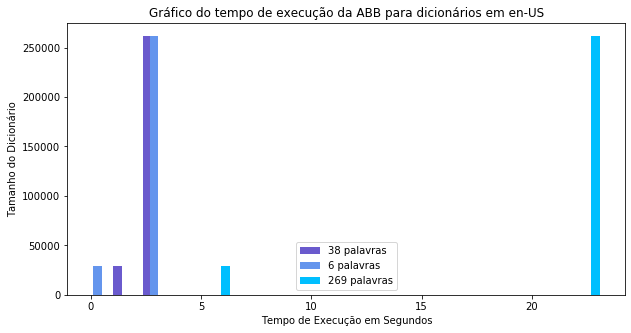 Gráfico do tempo de execução da ABB para dicionários em en-US
Tamanho do Dicionário
250000
200000
150000
100000
50000
0
38 palavras
6 palavras
269 palavras
0 5 10 15 20
Tempo de Execução em Segundos